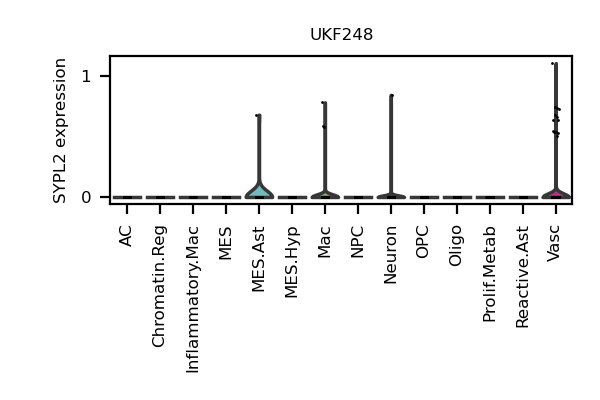 UKF248
SYPL2 expression
1
0
AC
Chromatin.Reg
Inflammatory.Mac
MES
MES.Ast
MES.Hyp
Mac
NPC
Neuron
OPC
Oligo
Prolif.Metab
Reactive.Ast
Vasc